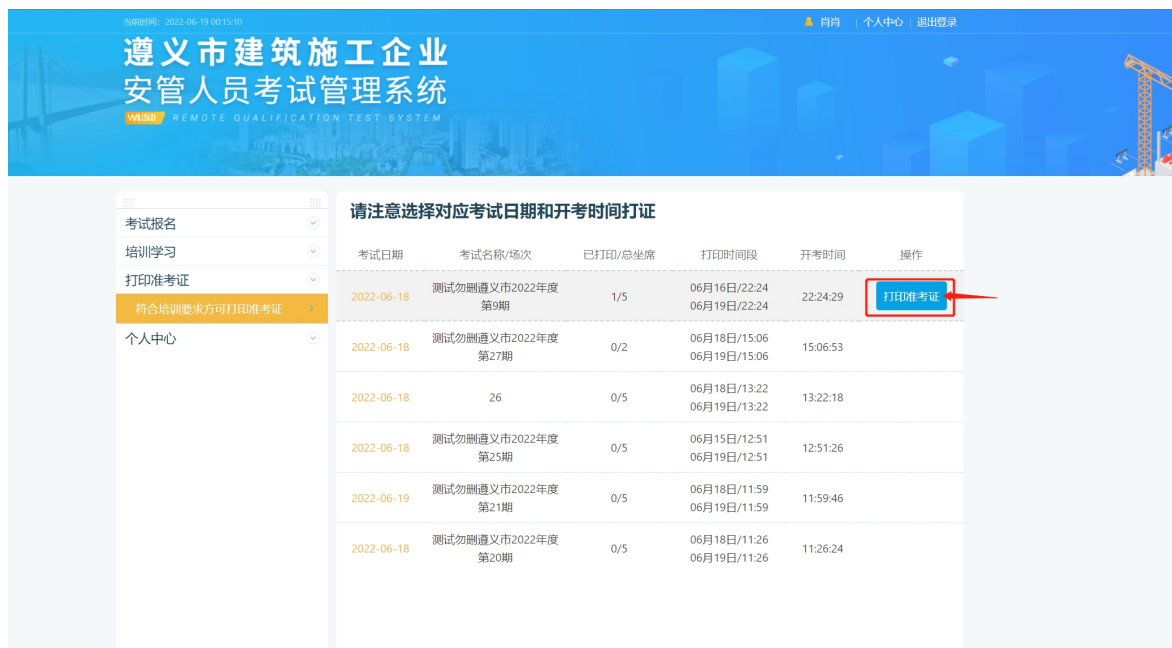 当前时间：2022-06-19 00:15:10
肖肖 | 个人中心 | 退出登录
遵义市建筑施工企业
安管人员考试管理系统
REMOTE QUALIFICATION TEST SYSTEM
考试报名
培训学习
打印准考证
符合培训要求方可打印准考证
个人中心
请注意选择对应考试日期和开考时间打证
考试日期 考试名称/场次 已打印/总坐席 打印时间段 开考时间 操作
2022-06-18 测试勿删遵义市2022年度 1/5 06月16日/22:24 22:24:29 打印准考证
第9期 06月19日/22:24
2022-06-18 测试勿删遵义市2022年度 0/2 06月18日/15:06 15:06:53
第27期 06月19日/15:06
2022-06-18 26 0/5 06月18日/13:22 13:22:18
06月19日/13:22
2022-06-18 测试勿删遵义市2022年度 0/5 06月15日/12:51 12:51:26
第25期 06月19日/12:51
2022-06-19 测试勿删遵义市2022年度 0/5 06月18日/11:59 11:59:46
第21期 06月19日/11:59
2022-06-18 测试勿删遵义市2022年度 0/5 06月18日/11:26 11:26:24
第20期 06月19日/11:26